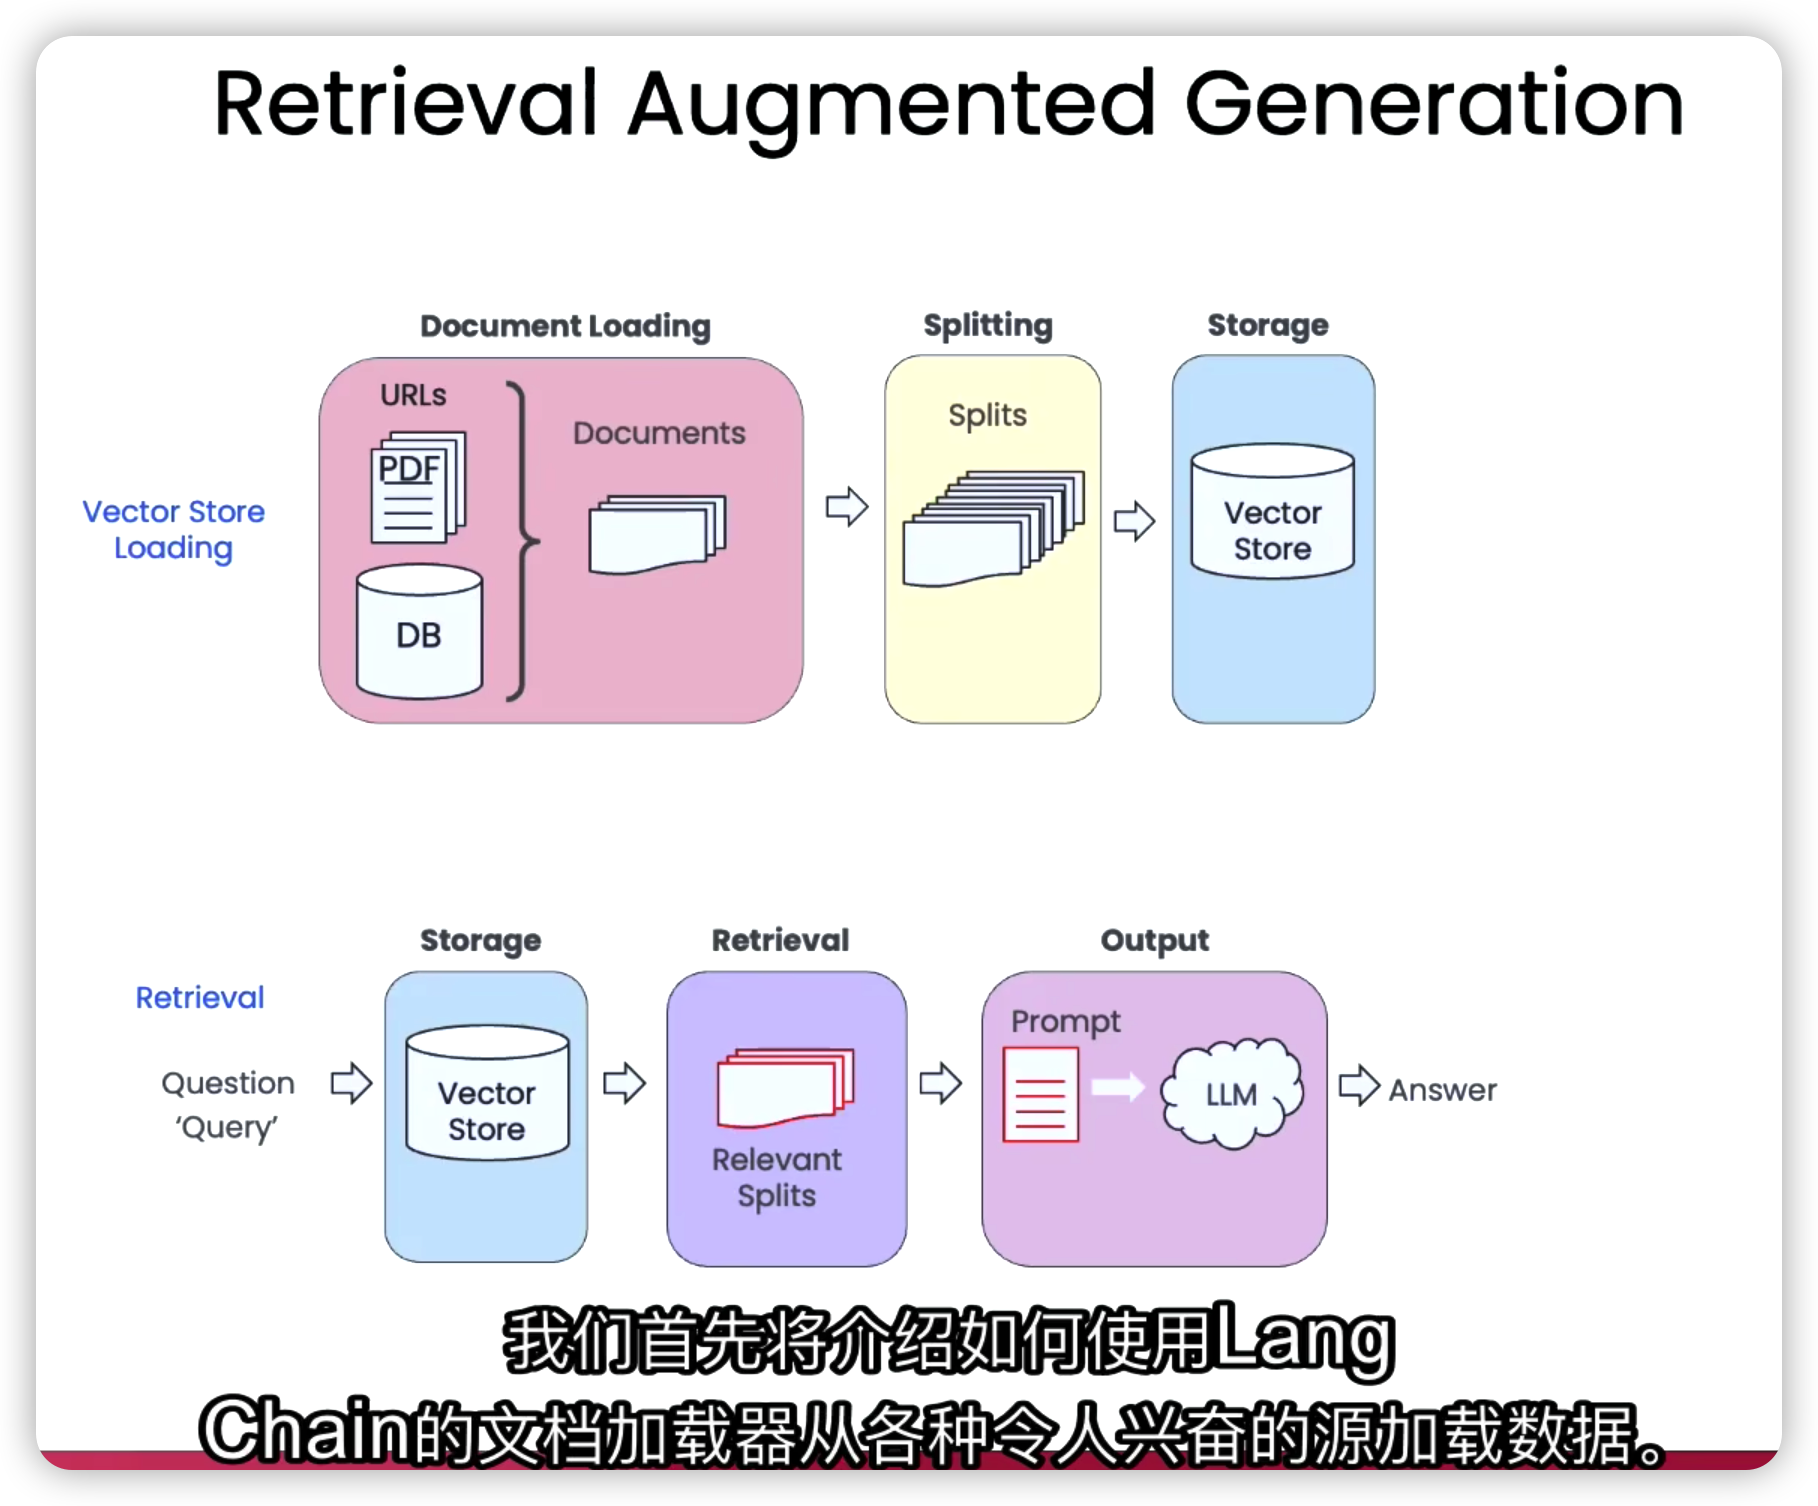 Retrieval Augmented Generation
Document Loading
Splitting
Storage
URLs
PDF
DB
Documents
Splits
Vector
Store
Vector Store
Loading
Storage
Retrieval
Output
Retrieval
Question
‘Query’
Vector
Store
Relevant
Splits
Prompt
LLM
Answer
我们首先将介绍如何使用Lang
Chain的文档加载器从各种令人兴奋的源加载数据。